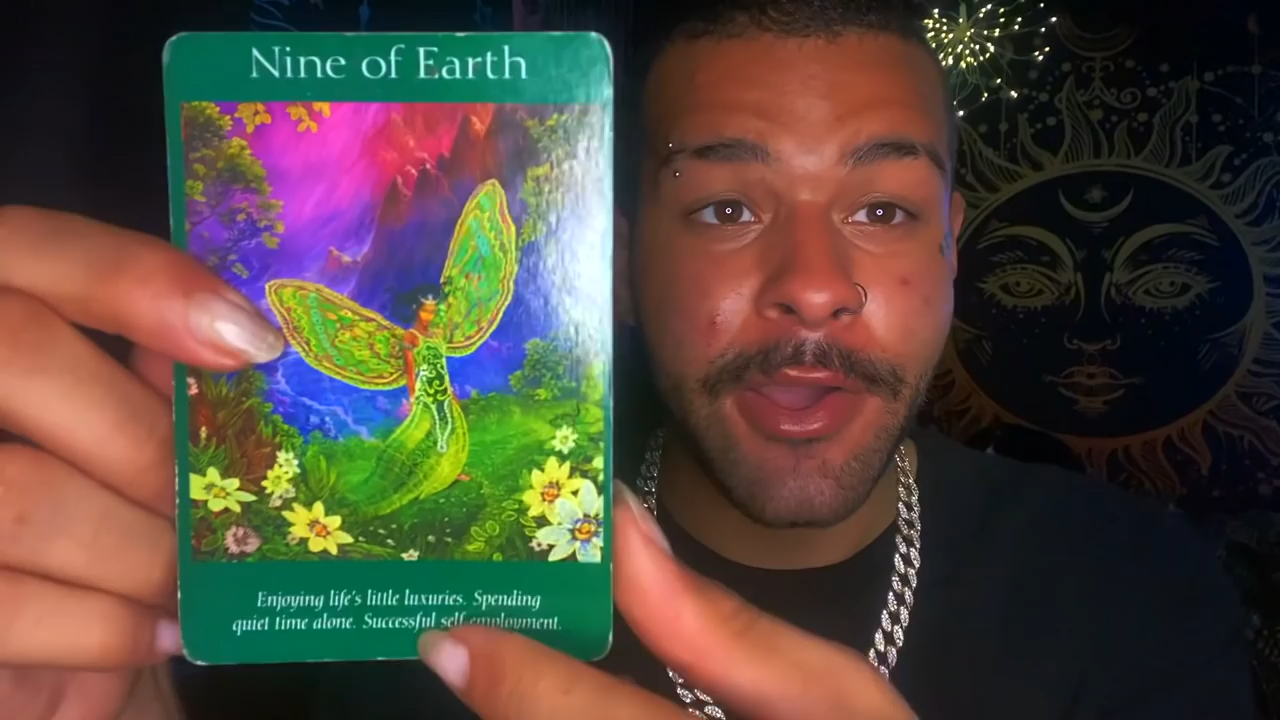 Nine of Earth
Enjoying life's little luxuries. Spending
quiet time alone. Successful self-employment.